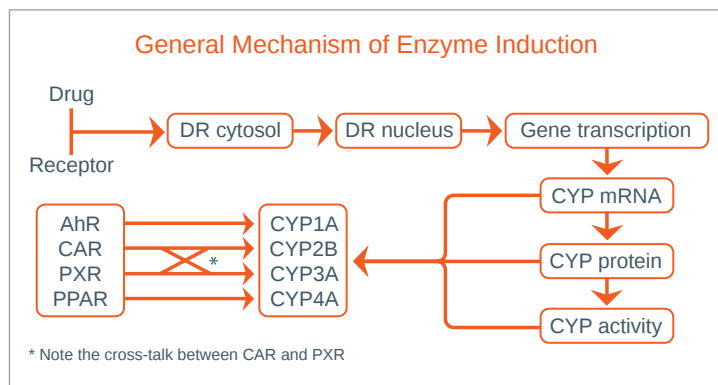 General Mechanism of Enzyme Induction
Drug
Receptor
DR cytosol
DR nucleus
Gene transcription
CYP mRNA
CYP protein
CYP activity
AhR
CAR
PXR
PPAR
*
CYP1A
CYP2B
CYP3A
CYP4A
* Note the cross-talk between CAR and PXR